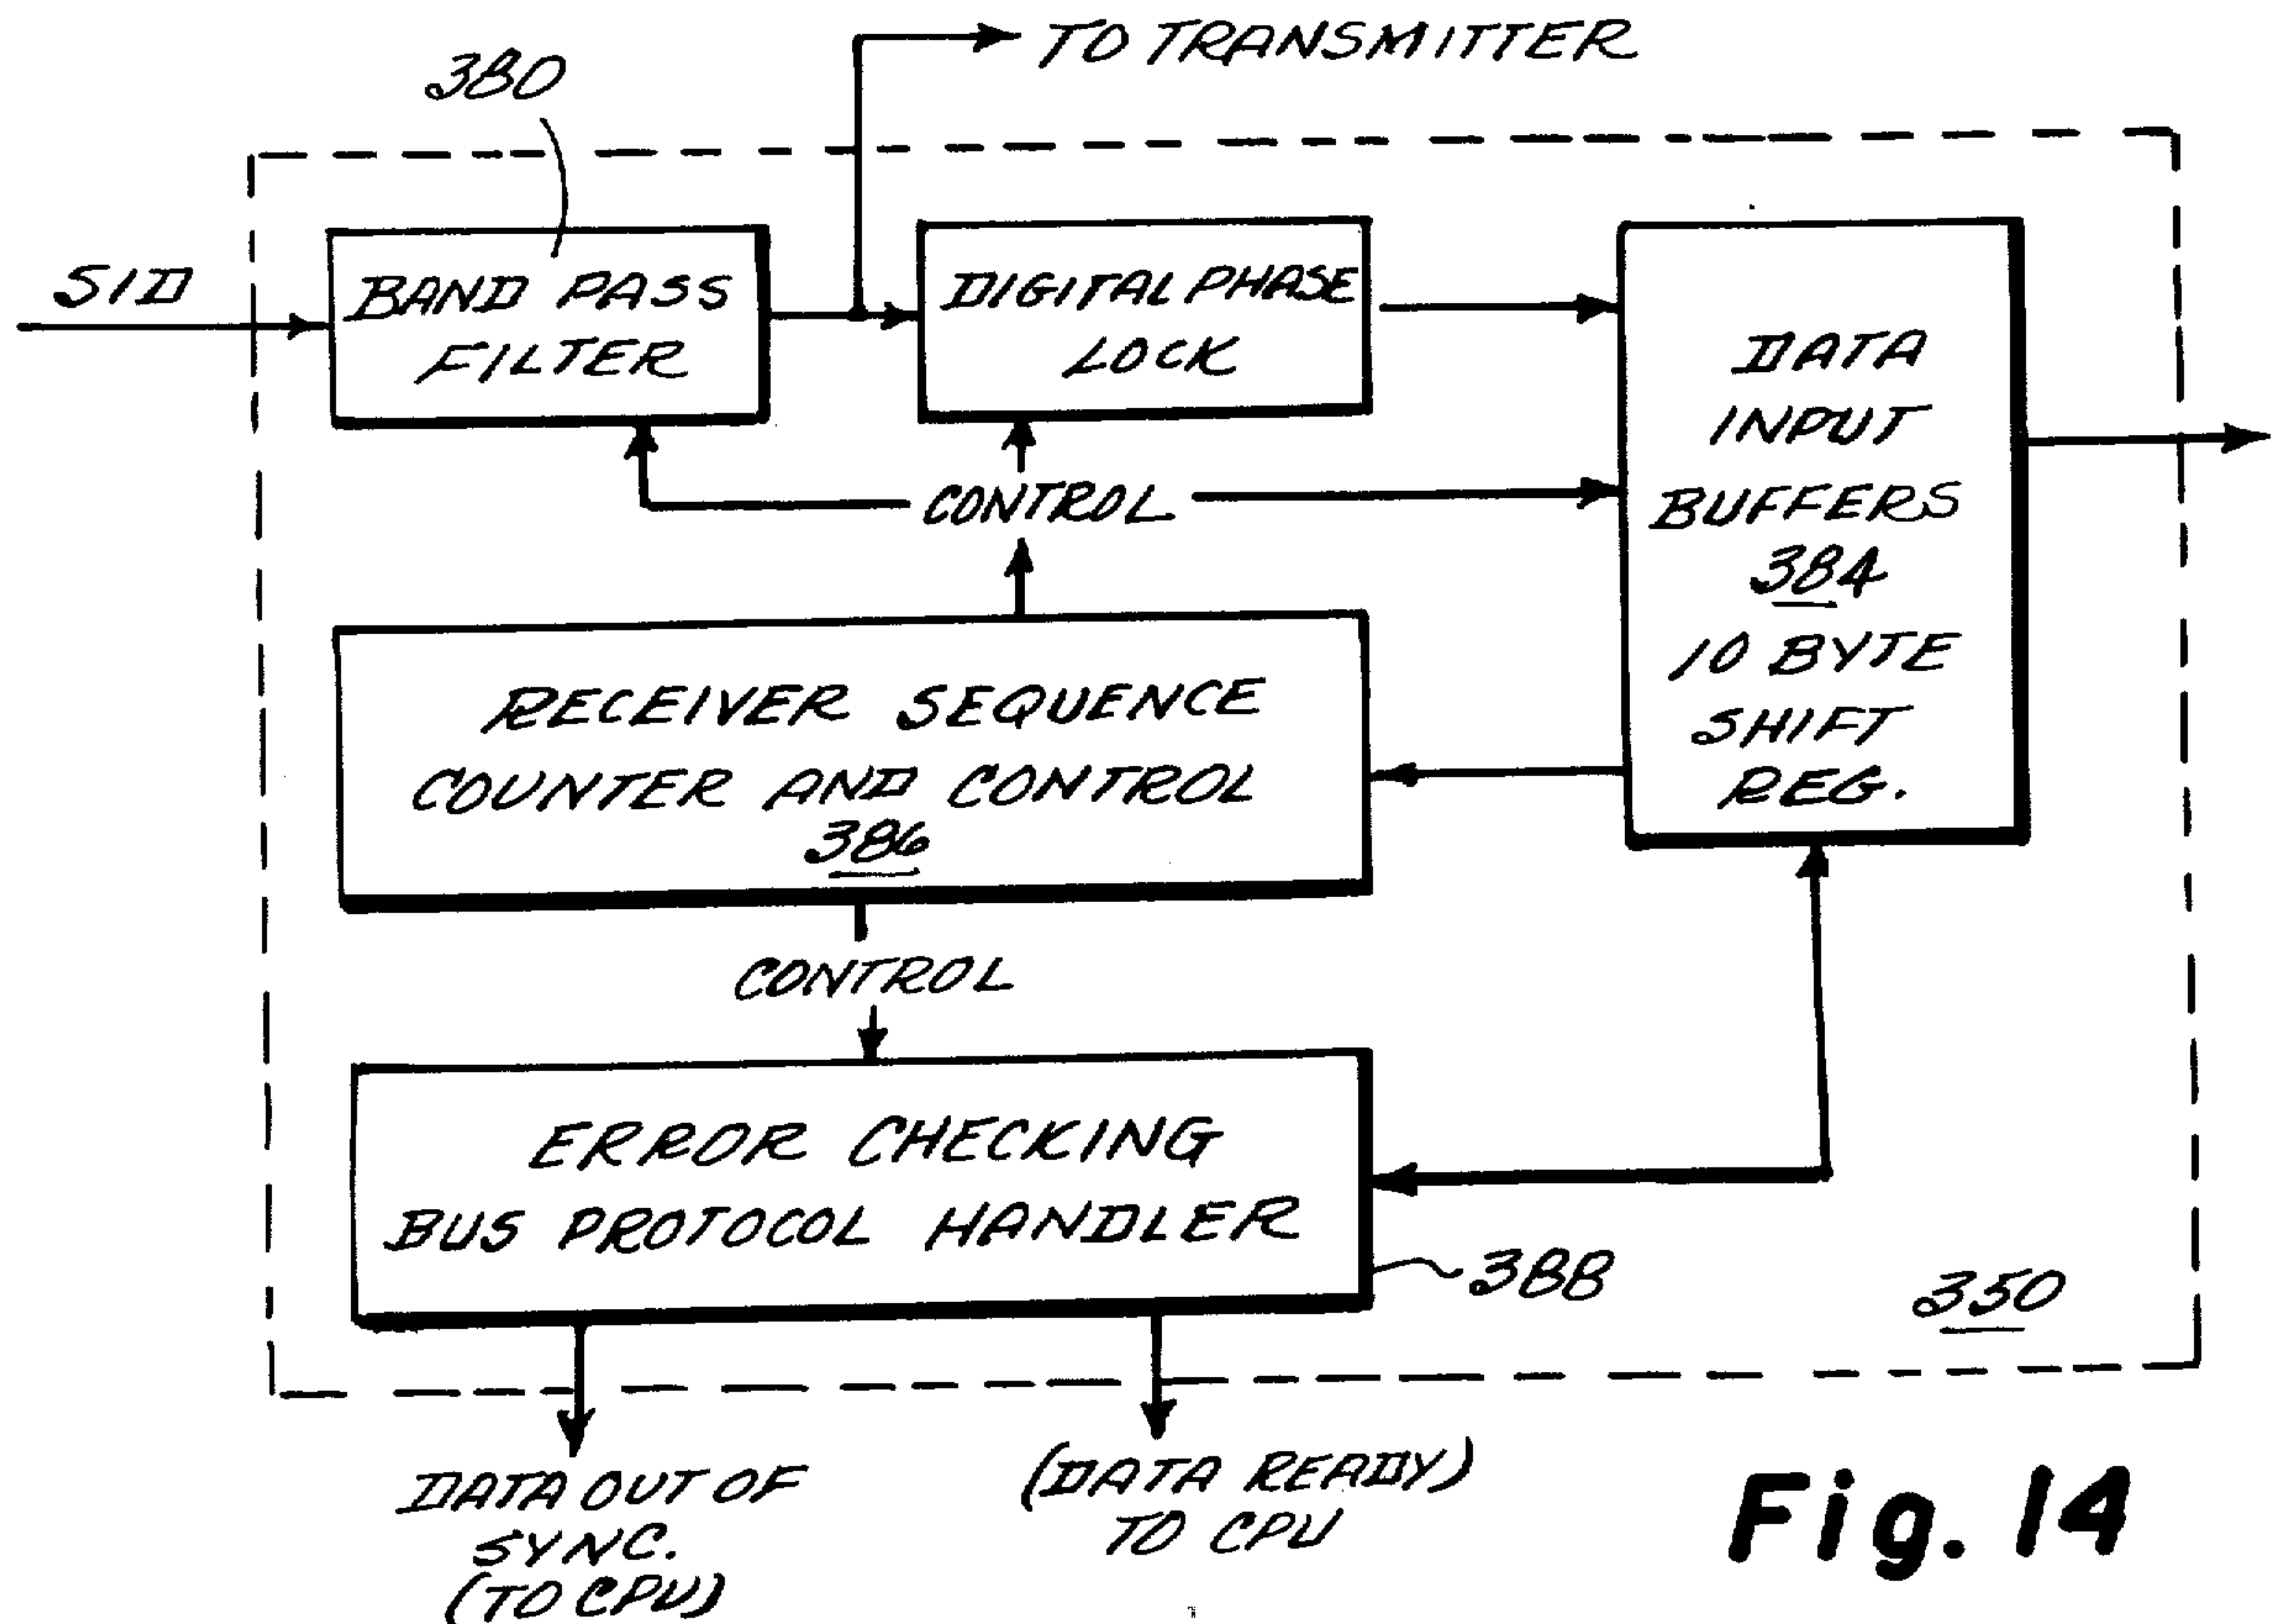 TO TRANSMITTER
380
SID
BAND PASS
FILTER
DIGITAL PHASE
LOCK
DATA
INPUT
BUFFERS
384
10 BYTE
SHIFT
REG.
CONTROL
RECEIVER SEQUENCE
COUNTER AND CONTROL
386
CONTROL
ERROR CHECKING
BUS PROTOCOL HANDLER
388
350
DATA OUT OF
SYNC.
(TO CPU)
(DATA READY)
TO CPU
Fig. 14